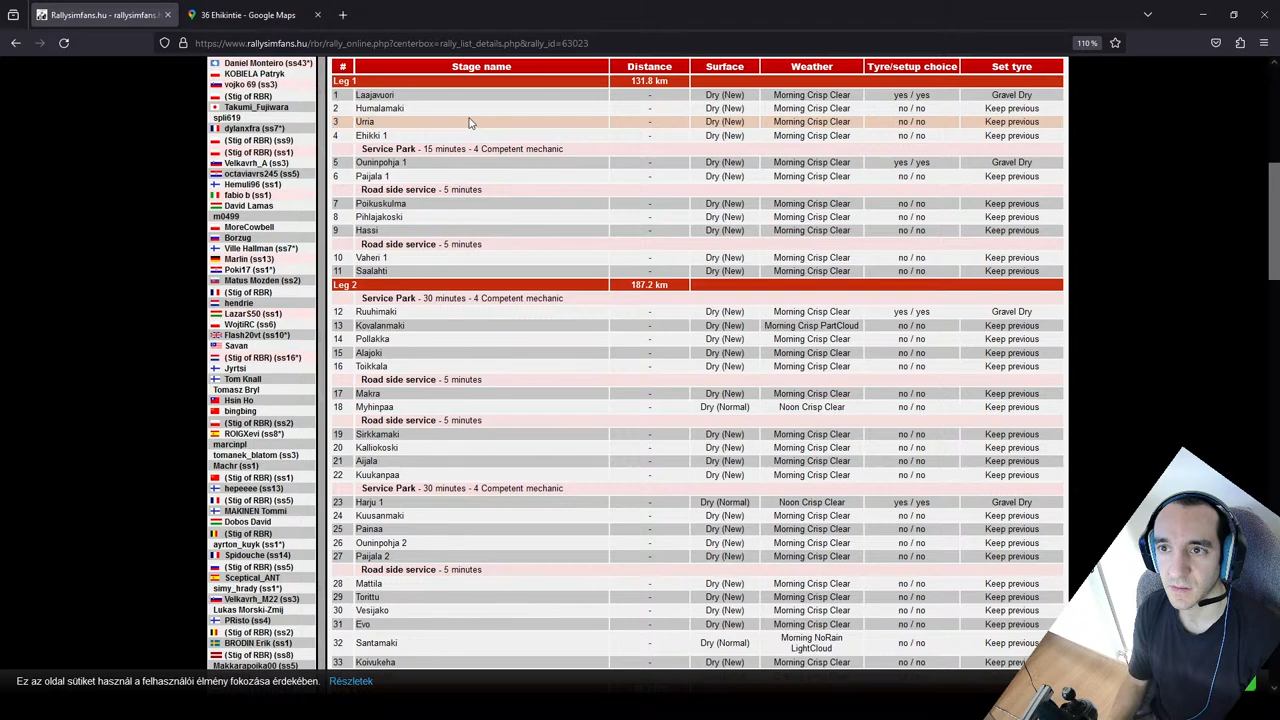 Rallysimfans.hu - rallysimfans.h
36 Ehikintie - Google Maps
https://www.rallysimfans.hu/rbr/rally_online.php?centerbox=rally_list_details.php&rally_id=63023
110 %
Daniel Monteiro (ss43*)
KOBIELA Patryk
vojko 69 (ss3)
(Stig of RBR)
Takumi_Fujiwara
spli619
dylanxfra (ss7*)
(Stig of RBR) (ss9)
(Stig of RBR) (ss1)
Velkavrh_A (ss3)
octaviavrs245 (ss5)
Hemuli96 (ss1)
fabio b (ss1)
David Lamas
m0499
MoreCowbell
Borzug
Ville Hallman (ss7*)
Marlin (ss13)
Poki17 (ss1*)
Matus Mozden (ss2)
(Stig of RBR)
hendrie
LazarS50 (ss1)
WojtiRC (ss6)
Flash20vt (ss10*)
Savan
(Stig of RBR) (ss16*)
Jyrtsi
Tom Knall
Tomasz Bryl
Hsin Ho
bingbing
(Stig of RBR) (ss2)
ROIGXevi (ss8*)
marcinpl
tomanek_blatom (ss3)
Machr (ss1)
(Stig of RBR) (ss1)
hepeeee (ss13)
(Stig of RBR) (ss5)
MAKINEN Tommi
Dobos David
(Stig of RBR)
ayrton_kuyk (ss1*)
Spidouche (ss14)
(Stig of RBR) (ss5)
Sceptical_ANT
simy_hrady (ss1*)
Velkavrh_M22 (ss3)
Lukas Morski-Zmij
PRisto (ss4)
(Stig of RBR) (ss2)
BRODIN Erik (ss1)
(Stig of RBR) (ss8)
Makkarapoika00 (ss5)
# Stage name Distance Surface Weather Tyre/setup choice Set tyre
Leg 1 131.8 km
1 Laajavuori - Dry (New) Morning Crisp Clear yes / yes Gravel Dry
2 Humalamaki - Dry (New) Morning Crisp Clear no / no Keep previous
3 Urria - Dry (New) Morning Crisp Clear no / no Keep previous
4 Ehikki 1 - Dry (New) Morning Crisp Clear no / no Keep previous
Service Park - 15 minutes - 4 Competent mechanic
5 Ouninpohja 1 - Dry (New) Morning Crisp Clear yes / yes Gravel Dry
6 Paijala 1 - Dry (New) Morning Crisp Clear no / no Keep previous
Road side service - 5 minutes
7 Poikuskulma - Dry (New) Morning Crisp Clear no / no Keep previous
8 Pihlajakoski - Dry (New) Morning Crisp Clear no / no Keep previous
9 Hassi - Dry (New) Morning Crisp Clear no / no Keep previous
Road side service - 5 minutes
10 Vaheri 1 - Dry (New) Morning Crisp Clear no / no Keep previous
11 Saalahti - Dry (New) Morning Crisp Clear no / no Keep previous
Leg 2 187.2 km
Service Park - 30 minutes - 4 Competent mechanic
12 Ruuhimaki - Dry (New) Morning Crisp Clear yes / yes Gravel Dry
13 Kovalanmaki - Dry (New) Morning Crisp PartCloud no / no Keep previous
14 Pollakka - Dry (New) Morning Crisp Clear no / no Keep previous
15 Alajoki - Dry (New) Morning Crisp Clear no / no Keep previous
16 Toikkala - Dry (New) Morning Crisp Clear no / no Keep previous
Road side service - 5 minutes
17 Makra - Dry (New) Morning Crisp Clear no / no Keep previous
18 Myhinpaa - Dry (Normal) Noon Crisp Clear no / no Keep previous
Road side service - 5 minutes
19 Sirkkamaki - Dry (New) Morning Crisp Clear no / no Keep previous
20 Kalliokoski - Dry (New) Morning Crisp Clear no / no Keep previous
21 Aijala - Dry (New) Morning Crisp Clear no / no Keep previous
22 Kuukanpaa - Dry (New) Morning Crisp Clear no / no Keep previous
Service Park - 30 minutes - 4 Competent mechanic
23 Harju 1 - Dry (Normal) Noon Crisp Clear yes / yes Gravel Dry
24 Kuusanmaki - Dry (New) Morning Crisp Clear no / no Keep previous
25 Painaa - Dry (New) Morning Crisp Clear no / no Keep previous
26 Ouninpohja 2 - Dry (New) Morning Crisp Clear no / no Keep previous
27 Paijala 2 - Dry (New) Morning Crisp Clear no / no Keep previous
Road side service - 5 minutes
28 Mattila - Dry (New) Morning Crisp Clear no / no Keep previous
29 Torittu - Dry (New) Morning Crisp Clear no / no Keep previous
30 Vesijako - Dry (New) Morning Crisp Clear no / no Keep previous
31 Evo - Dry (New) Morning Crisp Clear no / no Keep previous
32 Santamaki - Dry (Normal) Morning NoRain LightCloud no / no Keep previous
33 Koivukeha - Dry (New) Morning Crisp Clear no / no Keep previous
Ez az oldal sütiket használ a felhasználói élmény fokozása érdekében. Részletek